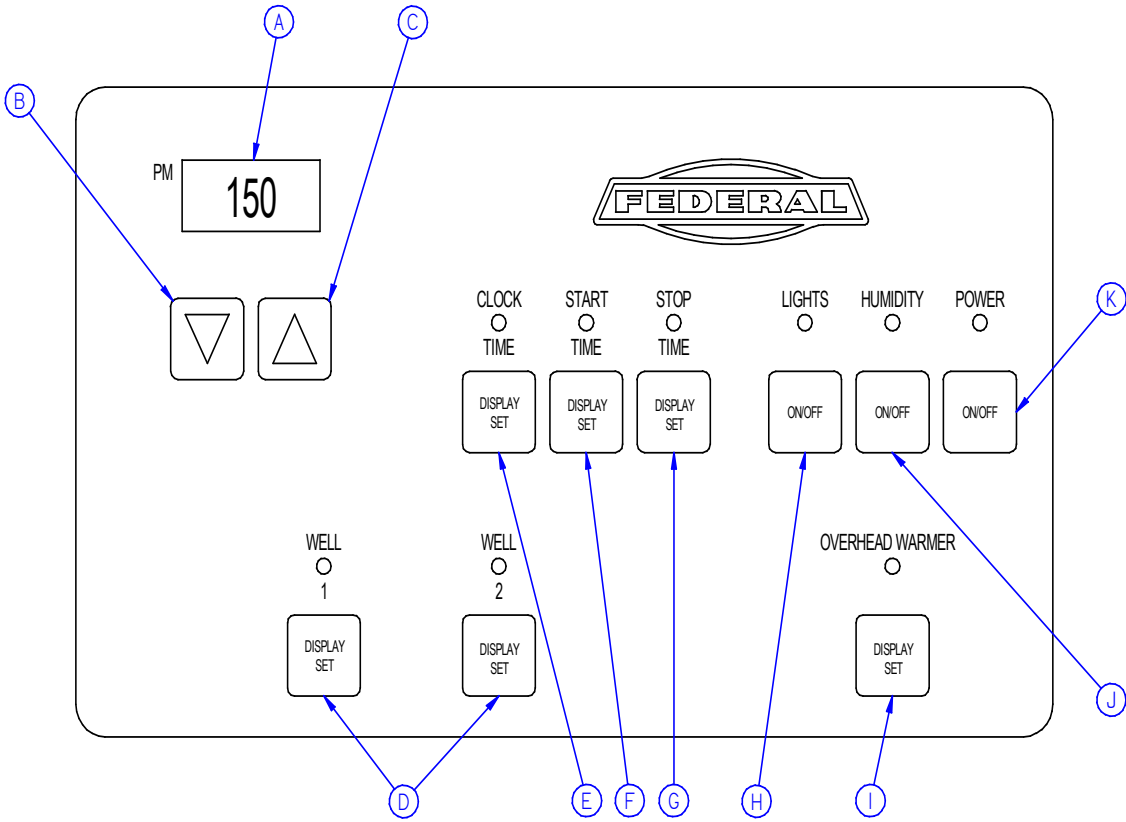 A
C
B
PM
150
FEDERAL
CLOCK
TIME
START
TIME
STOP
TIME
LIGHTS
HUMIDITY
POWER
K
DISPLAY
SET
DISPLAY
SET
DISPLAY
SET
ON/OFF
ON/OFF
ON/OFF
WELL
1
WELL
2
OVERHEAD WARMER
DISPLAY
SET
DISPLAY
SET
DISPLAY
SET
J
D
E
F
G
H
I